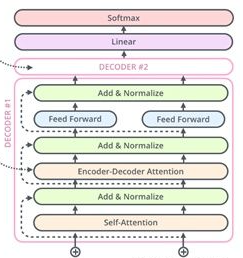 Softmax
Linear
DECODER #2
DECODER #1
Add & Normalize
Feed Forward Feed Forward
Add & Normalize
Encoder-Decoder Attention
Add & Normalize
Self-Attention